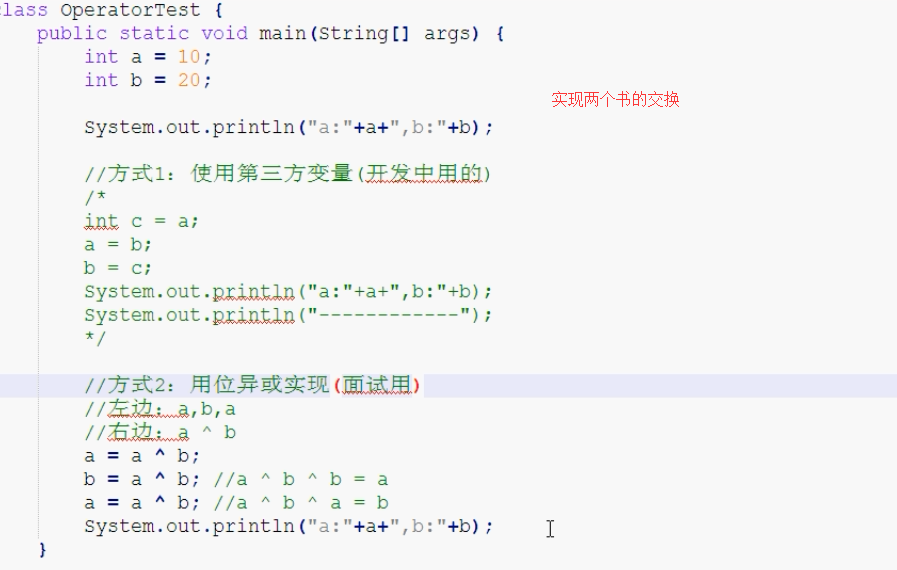 class OperatorTest {
public static void main(String[] args) {
int a = 10;
int b = 20;
实现两个书的交换
System.out.println("a:"+a+",b:"+b);
//方式1: 使用第三方变量(开发中用的)
/*
int c = a;
a = b;
b = c;
System.out.println("a:"+a+",b:"+b);
System.out.println("------------");
*/
//方式2: 用位异或实现(面试用)
//左边: a,b,a
//右边: a ^ b
a = a ^ b;
b = a ^ b; //a ^ b ^ b = a
a = a ^ b; //a ^ b ^ a = b
System.out.println("a:"+a+",b:"+b);
}